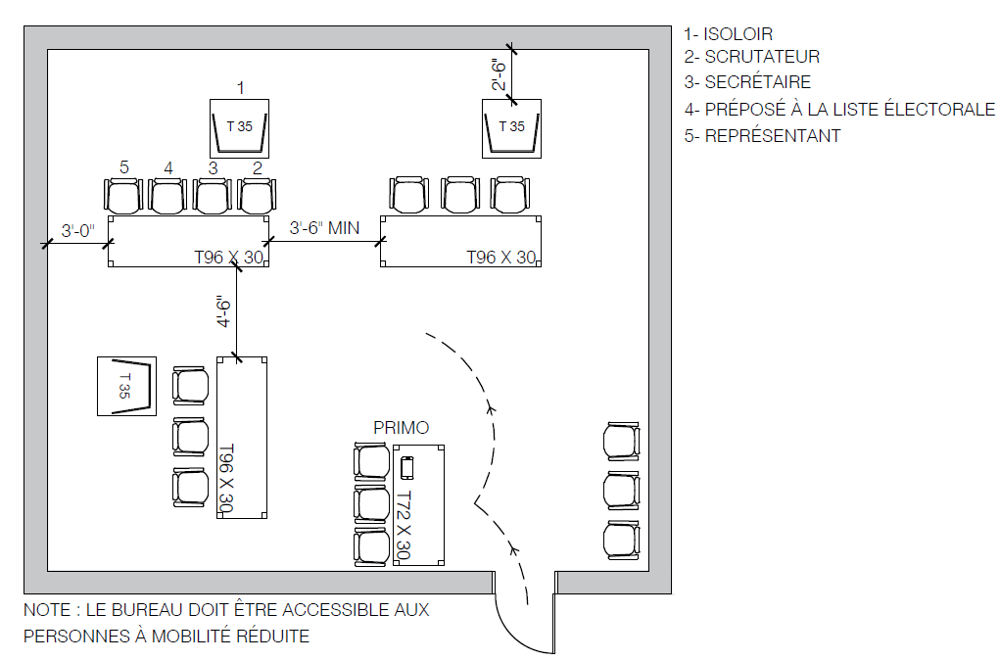 1- ISOLOIR
2- SCRUTATEUR
3- SECRÉTAIRE
4- PRÉPOSÉ À LA LISTE ÉLECTORALE
5- REPRÉSENTANT
2'-6"
1
T 35
T 35
5 4 3 2
3'-0"
3'-6" MIN
T96 X 30
T96 X 30
4'-6"
T 35
T96 X 30
PRIMO
T72 X 30
NOTE : LE BUREAU DOIT ÊTRE ACCESSIBLE AUX
PERSONNES À MOBILITÉ RÉDUITE